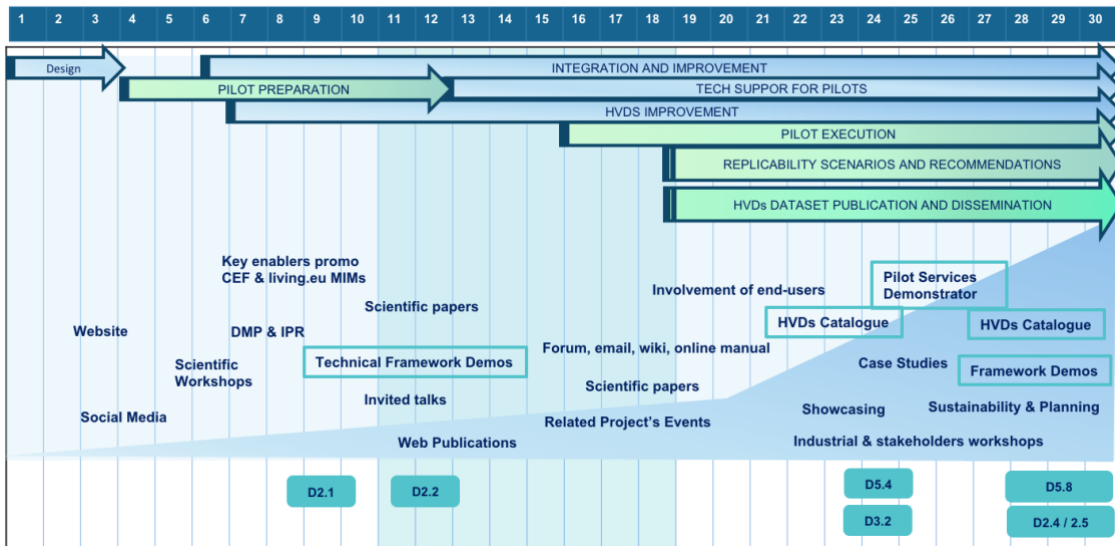 1 2 3 4 5 6 7 8 9 10 11 12 13 14 15 16 17 18 19 20 21 22 23 24 25 26 27 28 29 30
Design
INTEGRATION AND IMPROVEMENT
PILOT PREPARATION
TECH SUPPOR FOR PILOTS
HVDS IMPROVEMENT
PILOT EXECUTION
REPLICABILITY SCENARIOS AND RECOMMENDATIONS
HVDs DATASET PUBLICATION AND DISSEMINATION
Key enablers promo
CEF & living.eu MIMs
Scientific papers
Involvement of end-users
Pilot Services
Demonstrator
Website
DMP & IPR
HVDs Catalogue
HVDs Catalogue
Scientific
Workshops
Technical Framework Demos
Forum, email, wiki, online manual
Case Studies
Framework Demos
Scientific papers
Social Media
Invited talks
Related Project's Events
Showcasing
Sustainability & Planning
Web Publications
Industrial & stakeholders workshops
D2.1
D2.2
D5.4
D5.8
D3.2
D2.4 / 2.5